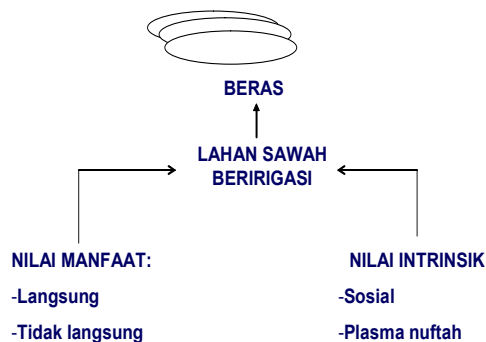 BERAS
LAHAN SAWAH
BERIRIGASI
NILAI MANFAAT:
-Langsung
-Tidak langsung
NILAI INTRINSIK
-Sosial
-Plasma nuftah